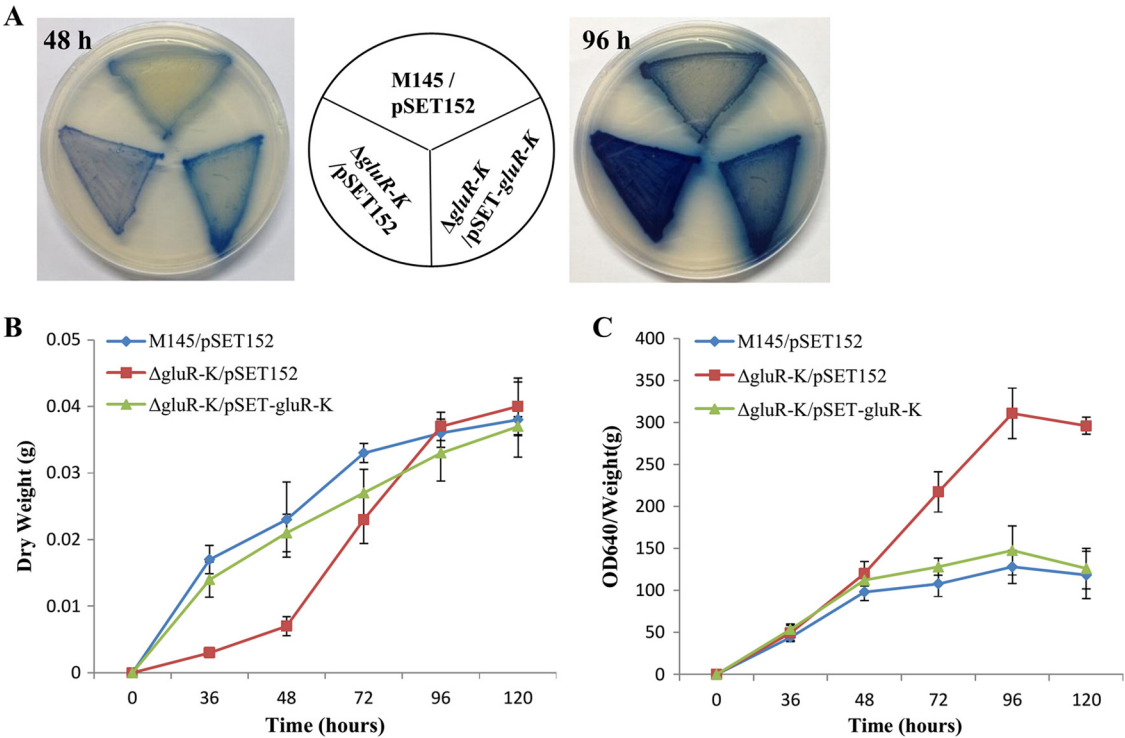 A
48 h
M145 /
pSET152
ΔgluR-K
/pSET152
ΔgluR-K
/pSET-gluR-K
96 h
B
0.05
0.04
0.03
0.02
0.01
0
Dry Weight (g)
M145/pSET152
ΔgluR-K/pSET152
ΔgluR-K/pSET-gluR-K
0 36 48 72 96 120
Time (hours)
C
400
350
300
250
200
150
100
50
0
OD640/Weight(g)
M145/pSET152
ΔgluR-K/pSET152
ΔgluR-K/pSET-gluR-K
0 36 48 72 96 120
Time (hours)